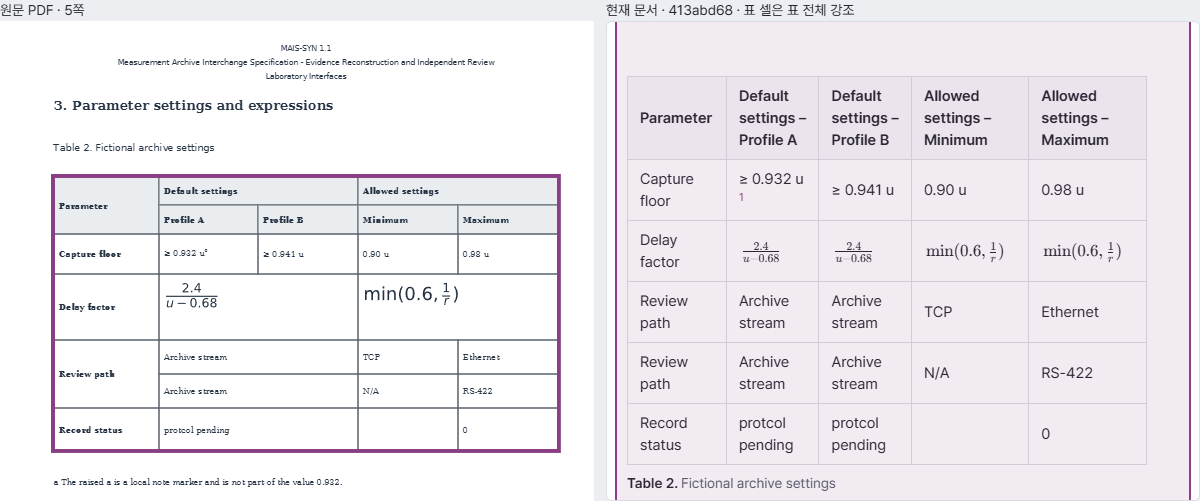 원문 PDF · 5쪽
MAIS-SYN 1.1
Measurement Archive Interchange Specification - Evidence Reconstruction and Independent Review
Laboratory Interfaces
3. Parameter settings and expressions
Table 2. Fictional archive settings
Parameter Default settings Allowed settings
Profile A Profile B Minimum Maximum
Capture floor ≥ 0.932 uᵃ ≥ 0.941 u 0.90 u 0.98 u
Delay factor 2.4/(u − 0.68) min(0.6, 1/r)
Review path Archive stream TCP Ethernet
Archive stream N/A RS-422
Record status protcol pending 0
a The raised a is a local note marker and is not part of the value 0.932.
현재 문서 · 413abd68 · 표 셀은 표 전체 강조
Parameter Default settings – Profile A Default settings – Profile B Allowed settings – Minimum Allowed settings – Maximum
Capture floor ≥ 0.932 u 1 ≥ 0.941 u 0.90 u 0.98 u
Delay factor 2.4/(u−0.68) 2.4/(u−0.68) min(0.6, 1/r) min(0.6, 1/r)
Review path Archive stream Archive stream TCP Ethernet
Review path Archive stream Archive stream N/A RS-422
Record status protcol pending protcol pending 0
Table 2. Fictional archive settings